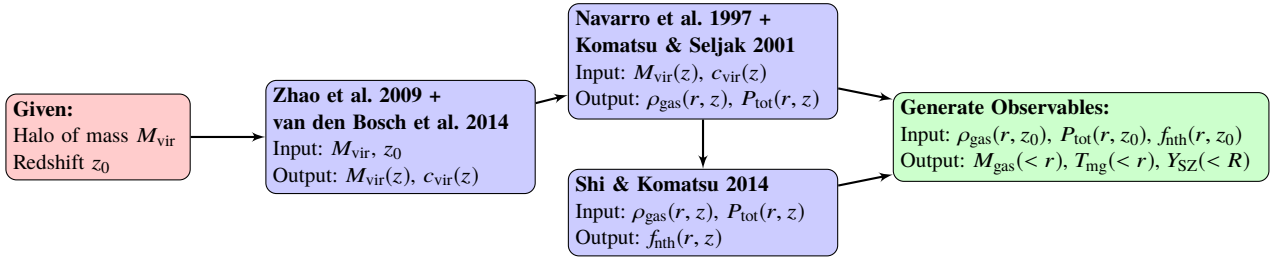 Given:
Halo of mass M_vir
Redshift z_0
Zhao et al. 2009 +
van den Bosch et al. 2014
Input: M_vir, z_0
Output: M_vir(z), c_vir(z)
Navarro et al. 1997 +
Komatsu & Seljak 2001
Input: M_vir(z), c_vir(z)
Output: ρ_gas(r, z), P_tot(r, z)
Shi & Komatsu 2014
Input: ρ_gas(r, z), P_tot(r, z)
Output: f_nth(r, z)
Generate Observables:
Input: ρ_gas(r, z_0), P_tot(r, z_0), f_nth(r, z_0)
Output: M_gas(< r), T_mg(< r), Y_SZ(< R)